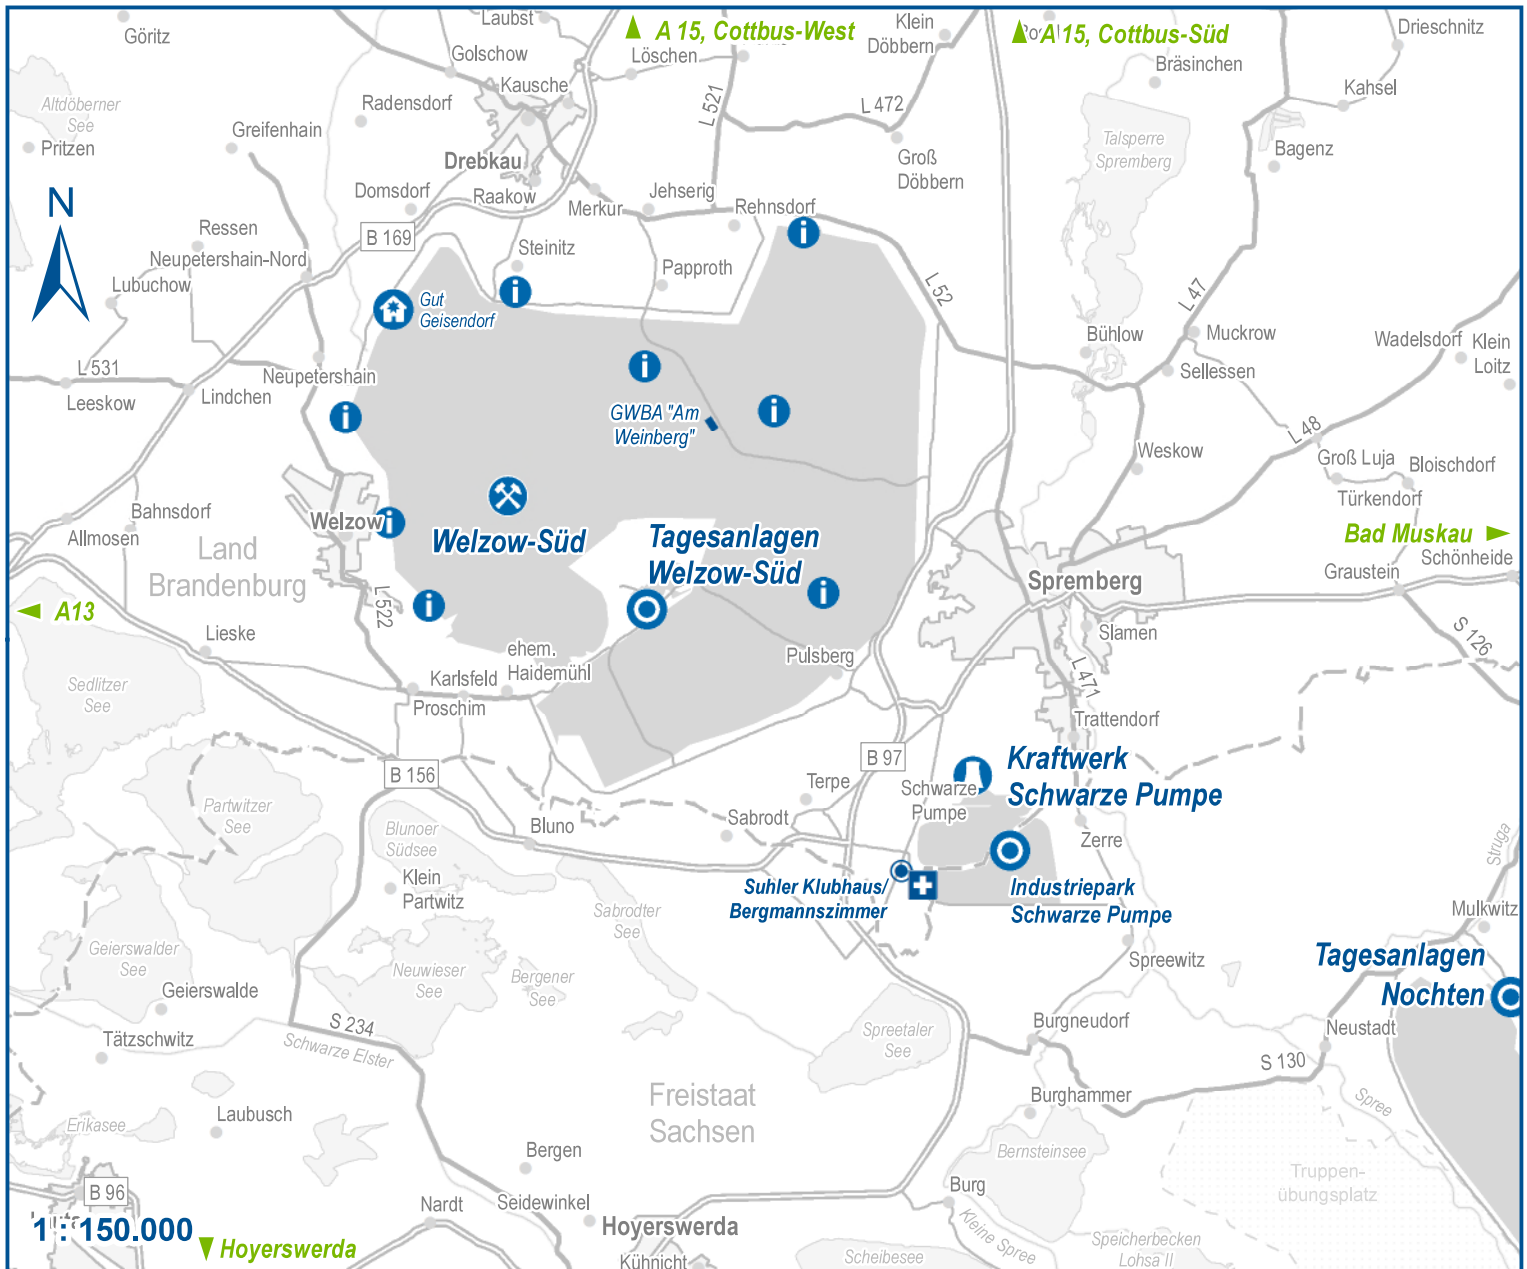 Laubst
A 15, Cottbus-West
Klein
Döbbern
A 15, Cottbus-Süd
Drieschnitz
Göritz
Golschow
Löschen
Bräsinchen
Kausche
Kahsel
Altdöberner
See
Radensdorf
L 521
L 472
Greifenhain
Pritzen
Drebkau
Groß
Döbbern
Talsperre
Spremberg
Bagenz
Domsdorf
Raakow
Jehserig
Merkur
Rehnsdorf
N
Ressen
B 169
Neupetershain-Nord
Steinitz
Papproth
Lubuchow
L 52
L 47
Gut
Geisendorf
Bühlow
Muckrow
Wadelsdorf
Klein
Loitz
L 531
Neupetershain
Sellessen
Leeskow
Lindchen
GWBA "Am
Weinberg"
L 48
Weskow
Groß Luja
Bloischdorf
Türkendorf
Bahnsdorf
Welzow
Allmosen
Welzow-Süd
Tagesanlagen
Welzow-Süd
Bad Muskau
Schönheide
Land
Brandenburg
Spremberg
Graustein
A13
L 522
Lieske
Slamen
S 126
ehem.
Haidemühl
Pulsberg
Karlsfeld
L 471
Sedlitzer
See
Proschim
Trattendorf
B 97
Kraftwerk
Schwarze Pumpe
B 156
Terpe
Schwarze
Pumpe
Partwitzer
See
Sabrodt
Blunoer
Südsee
Bluno
Zerre
Struga
Klein
Partwitz
Suhler Klubhaus/
Bergmannszimmer
Industriepark
Schwarze Pumpe
Sabrodter
See
Mulkwitz
Geierswalder
See
Neuwieser
See
Bergener
See
Spreewitz
Tagesanlagen
Nochten
Geierswalde
S 234
Spreetaler
See
Burgneudorf
Neustadt
Tätzschwitz
Schwarze Elster
S 130
Freistaat
Sachsen
Burghammer
Spree
Erikasee
Laubusch
Bergen
Bernsteinsee
Truppen-
übungsplatz
B 96
Nardt
Seidewinkel
Burg
1 : 150.000
Hoyerswerda
Hoyerswerda
Kleine Spree
Speicherbecken
Lohsa II
Kühnicht
Scheibesee